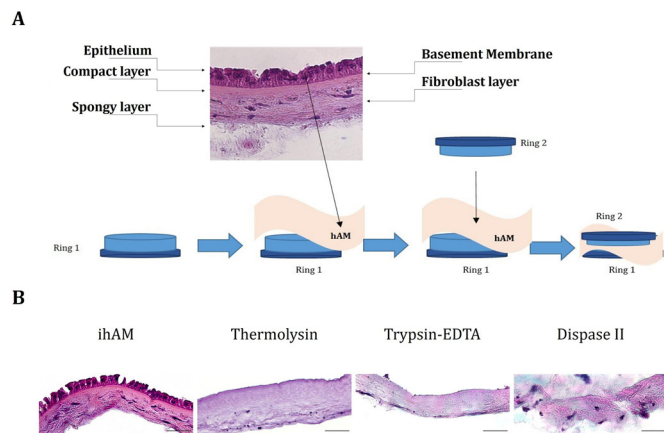 A
Epithelium
Compact layer
Spongy layer
Basement Membrane
Fibroblast layer
Ring 2
Ring 1
hAM
Ring 1
hAM
Ring 1
Ring 2
Ring 1
B
ihAM Thermolysin Trypsin-EDTA Dispase II